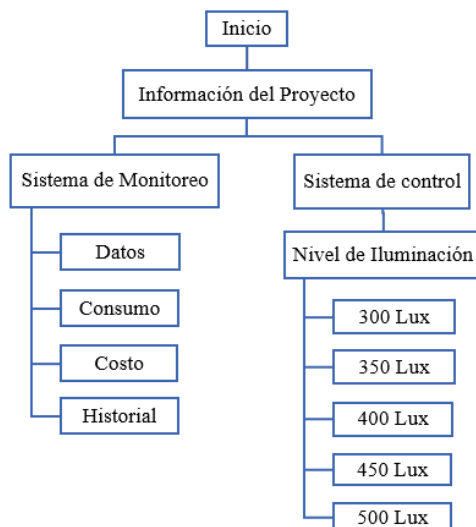 Inicio
Información del Proyecto
Sistema de Monitoreo
Datos
Consumo
Costo
Historial
Sistema de control
Nivel de Iluminación
300 Lux
350 Lux
400 Lux
450 Lux
500 Lux